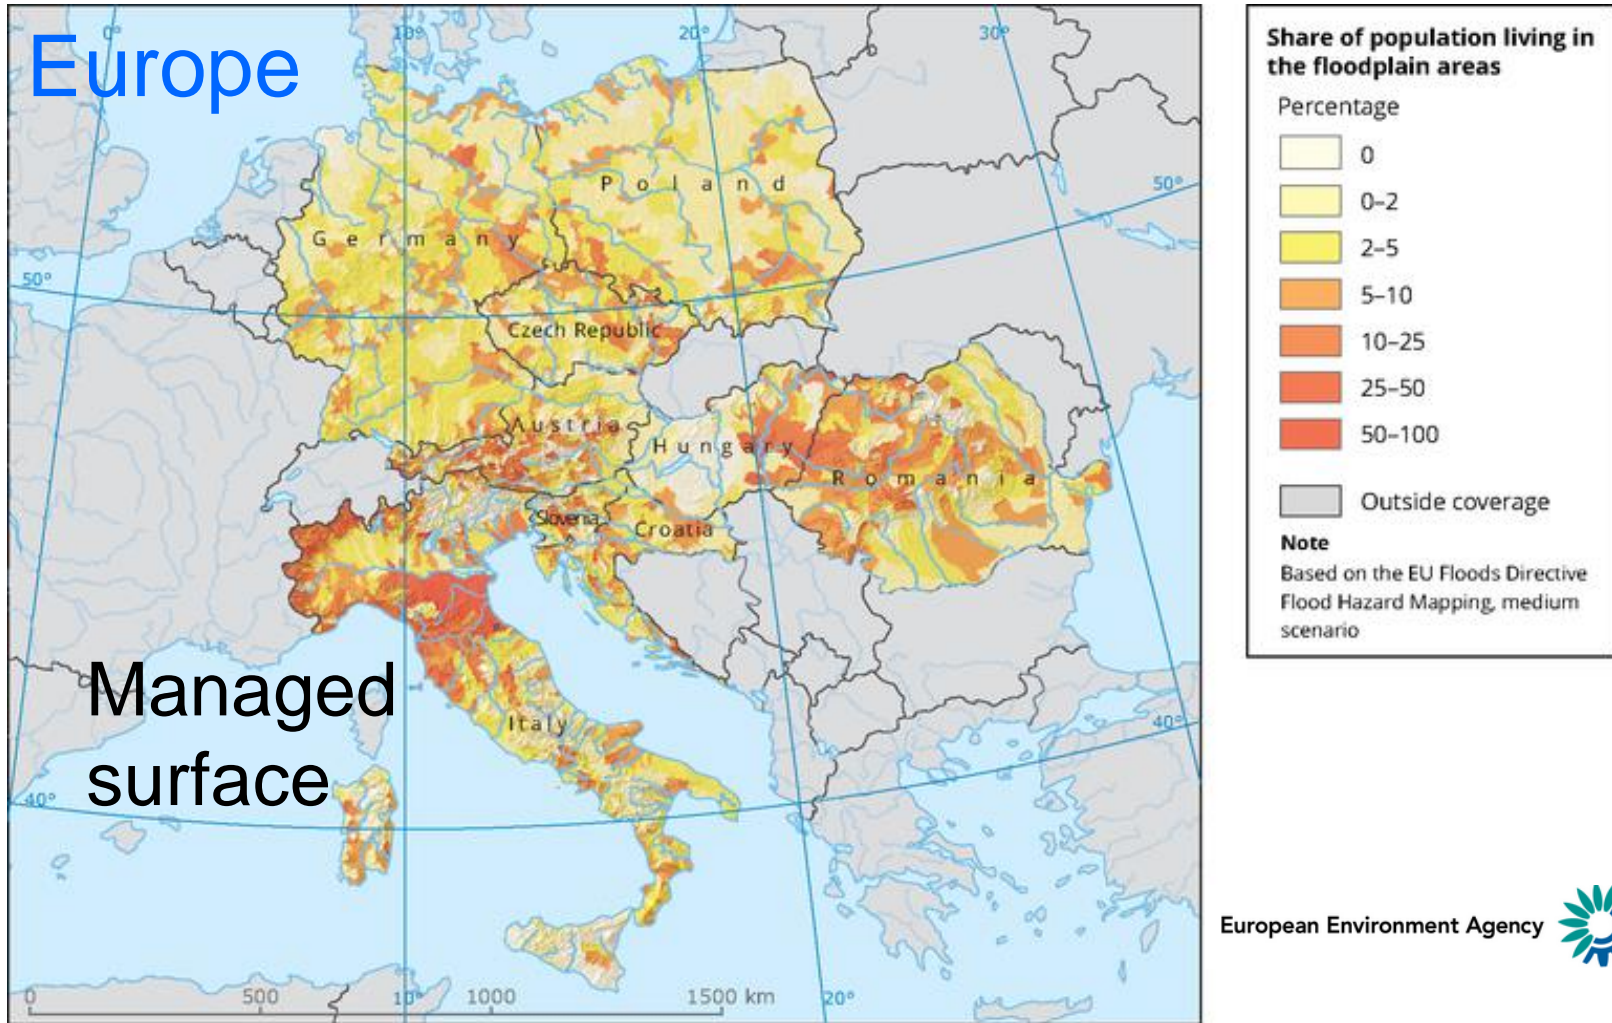 Europe
0°
10°
20°
30°
50°
50°
40°
40°
Poland
Germany
Czech Republic
Austria
Hungary
Romania
Slovenia
Croatia
Italy
Managed
surface
0
500
10°
1000
1500 km
20°
Share of population living in
the floodplain areas
Percentage
0
0–2
2–5
5–10
10–25
25–50
50–100
Outside coverage
Note
Based on the EU Floods Directive
Flood Hazard Mapping, medium
scenario
European Environment Agency